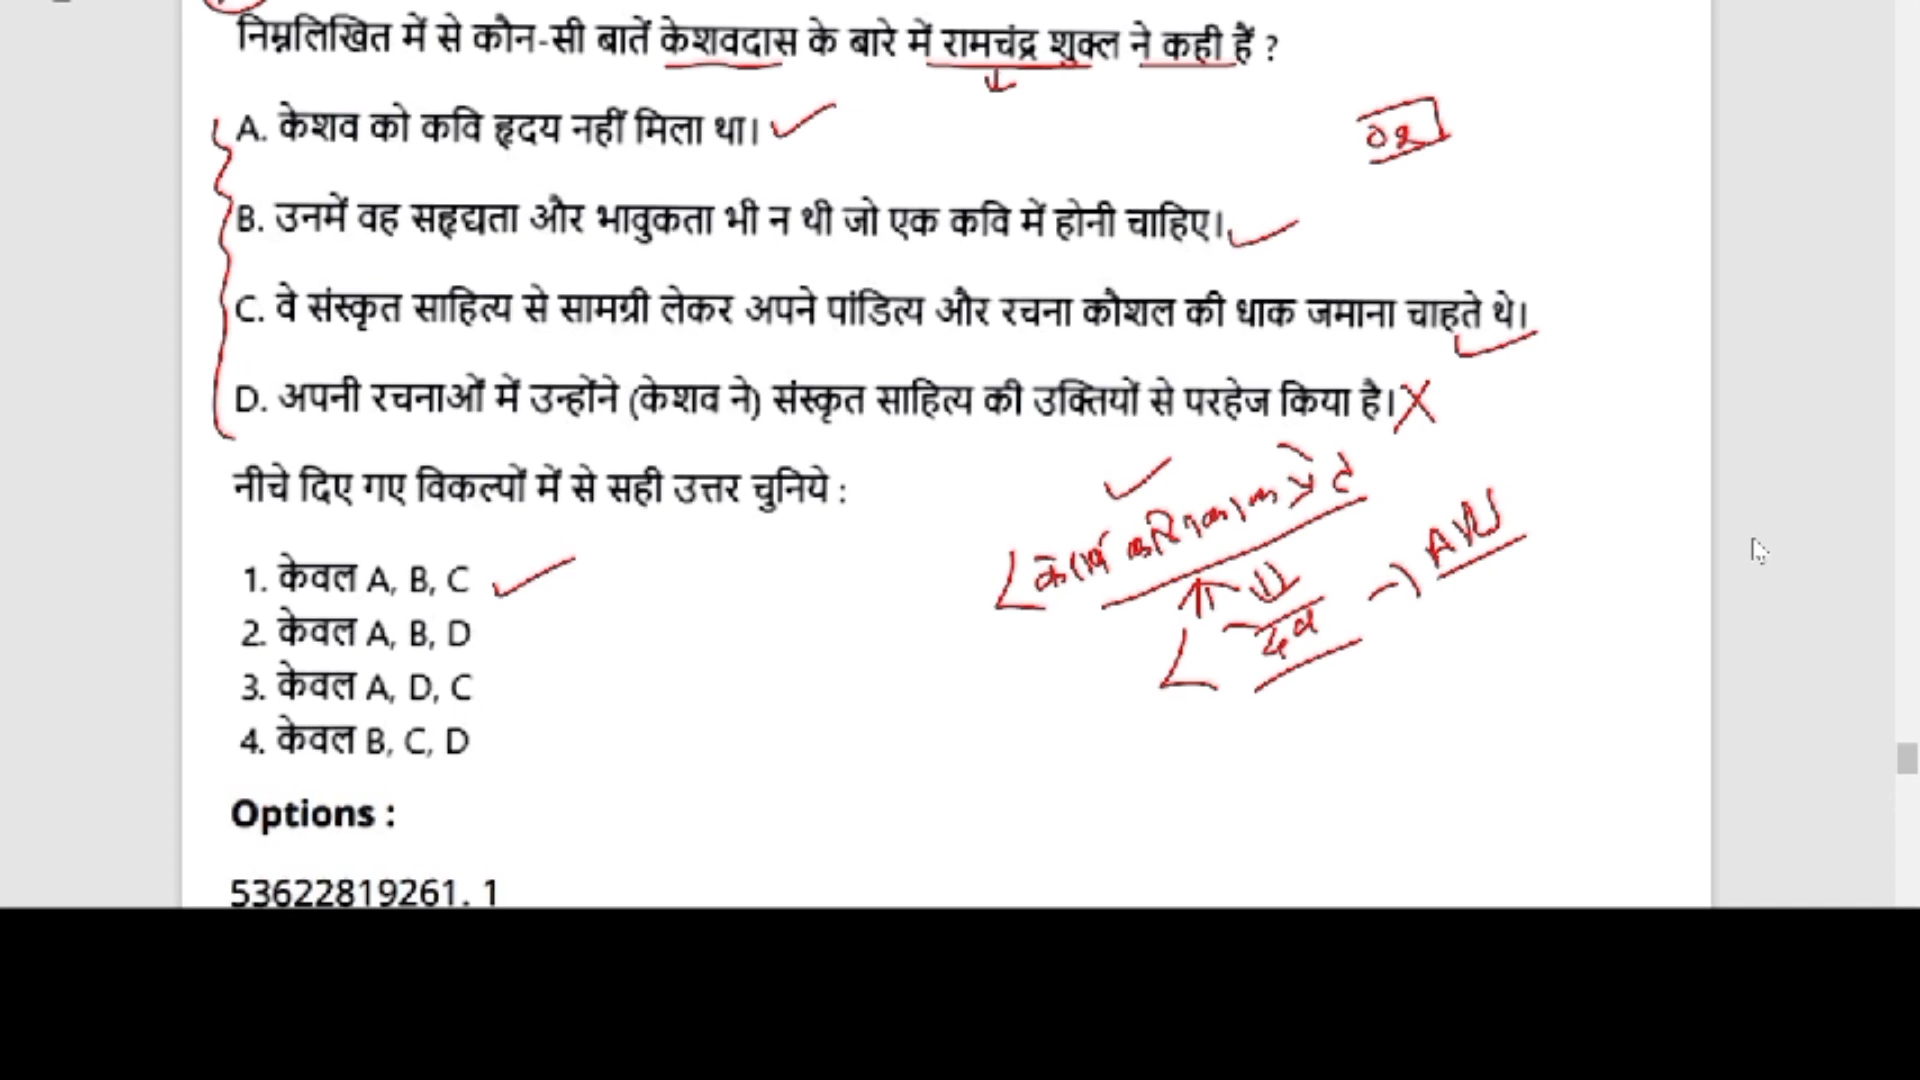 निम्नलिखित में से कौन-सी बातें केशवदास के बारे में रामचंद्र शुक्ल ने कही हैं ?
A. केशव को कवि हृदय नहीं मिला था।
B. उनमें वह सहृद्यता और भावुकता भी न थी जो एक कवि में होनी चाहिए।
C. वे संस्कृत साहित्य से सामग्री लेकर अपने पांडित्य और रचना कौशल की धाक जमाना चाहते थे।
D. अपनी रचनाओं में उन्होंने (केशव ने) संस्कृत साहित्य की उक्तियों से परहेज किया है।
नीचे दिए गए विकल्पों में से सही उत्तर चुनिये :
1. केवल A, B, C
2. केवल A, B, D
3. केवल A, D, C
4. केवल B, C, D
Options :
53622819261. 1